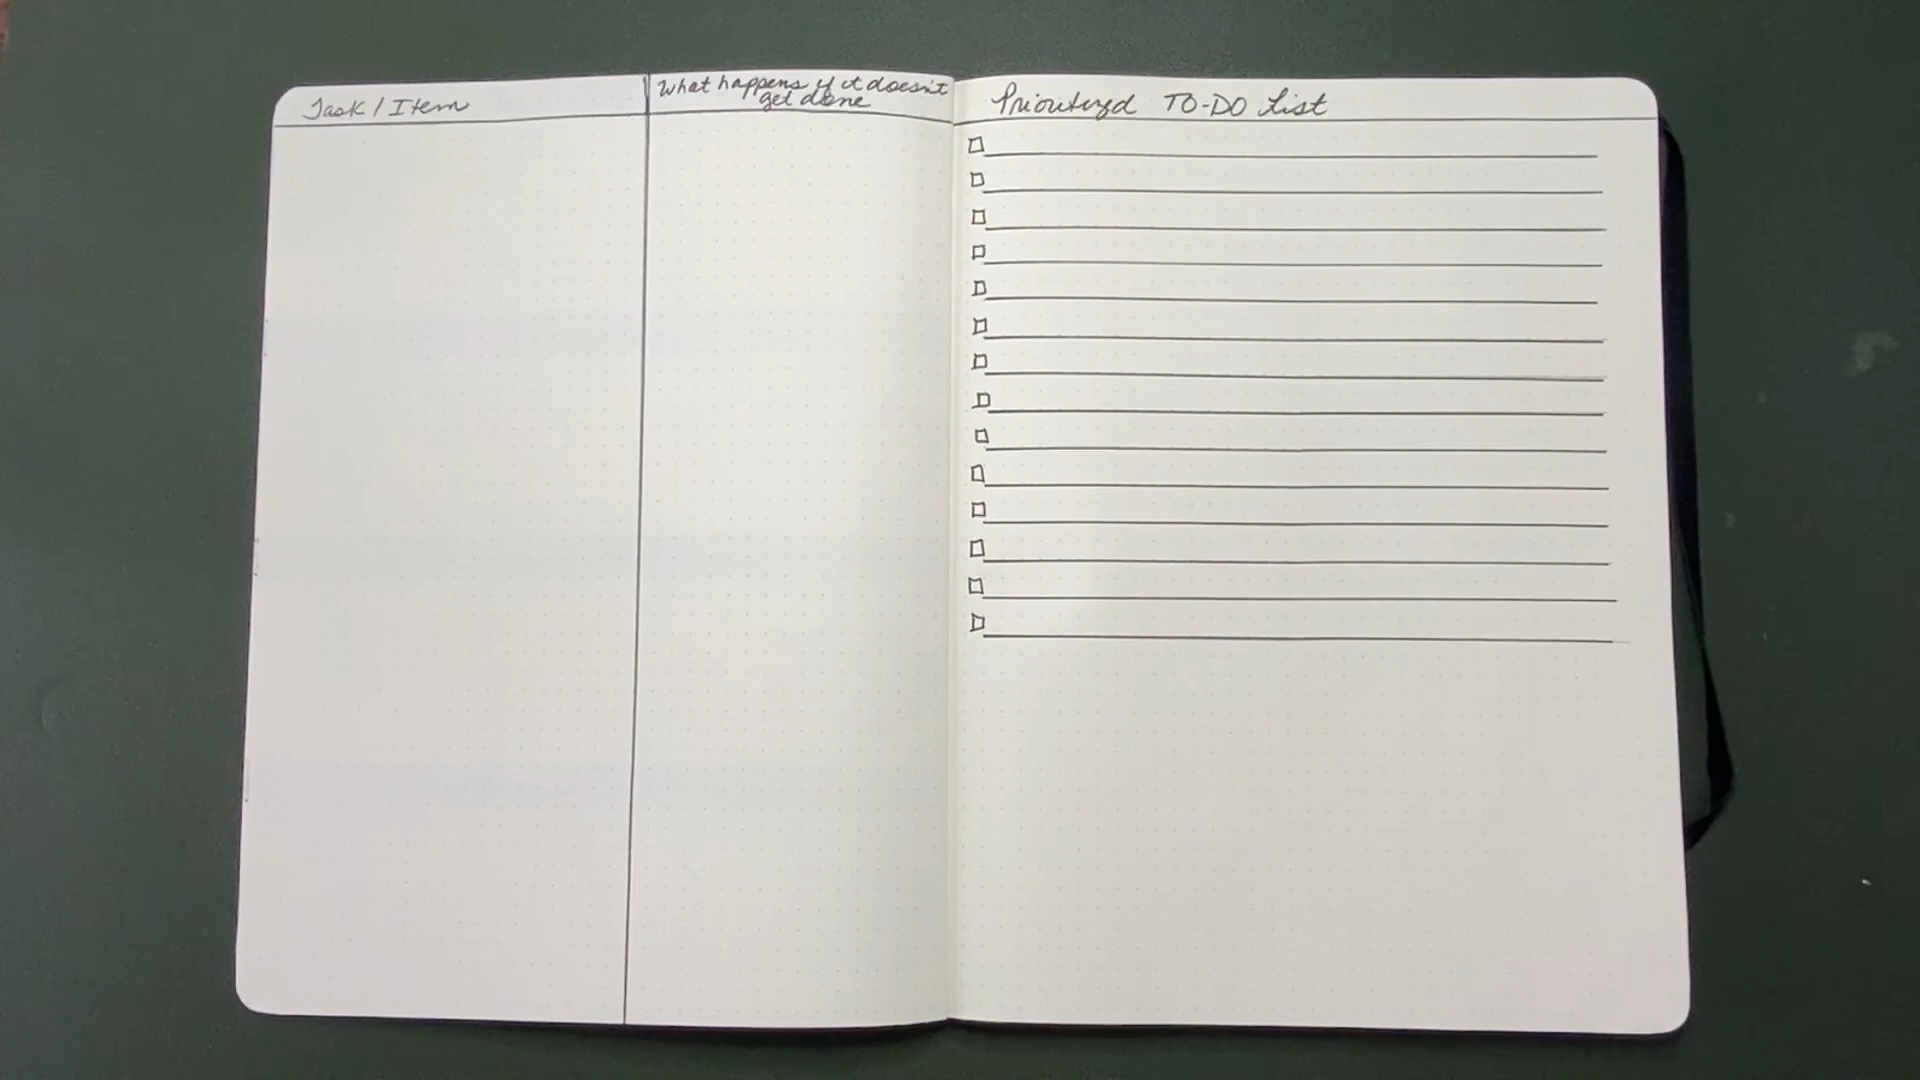 Task / Item
What happens if it doesn't
get done
Prioritized TO-DO List